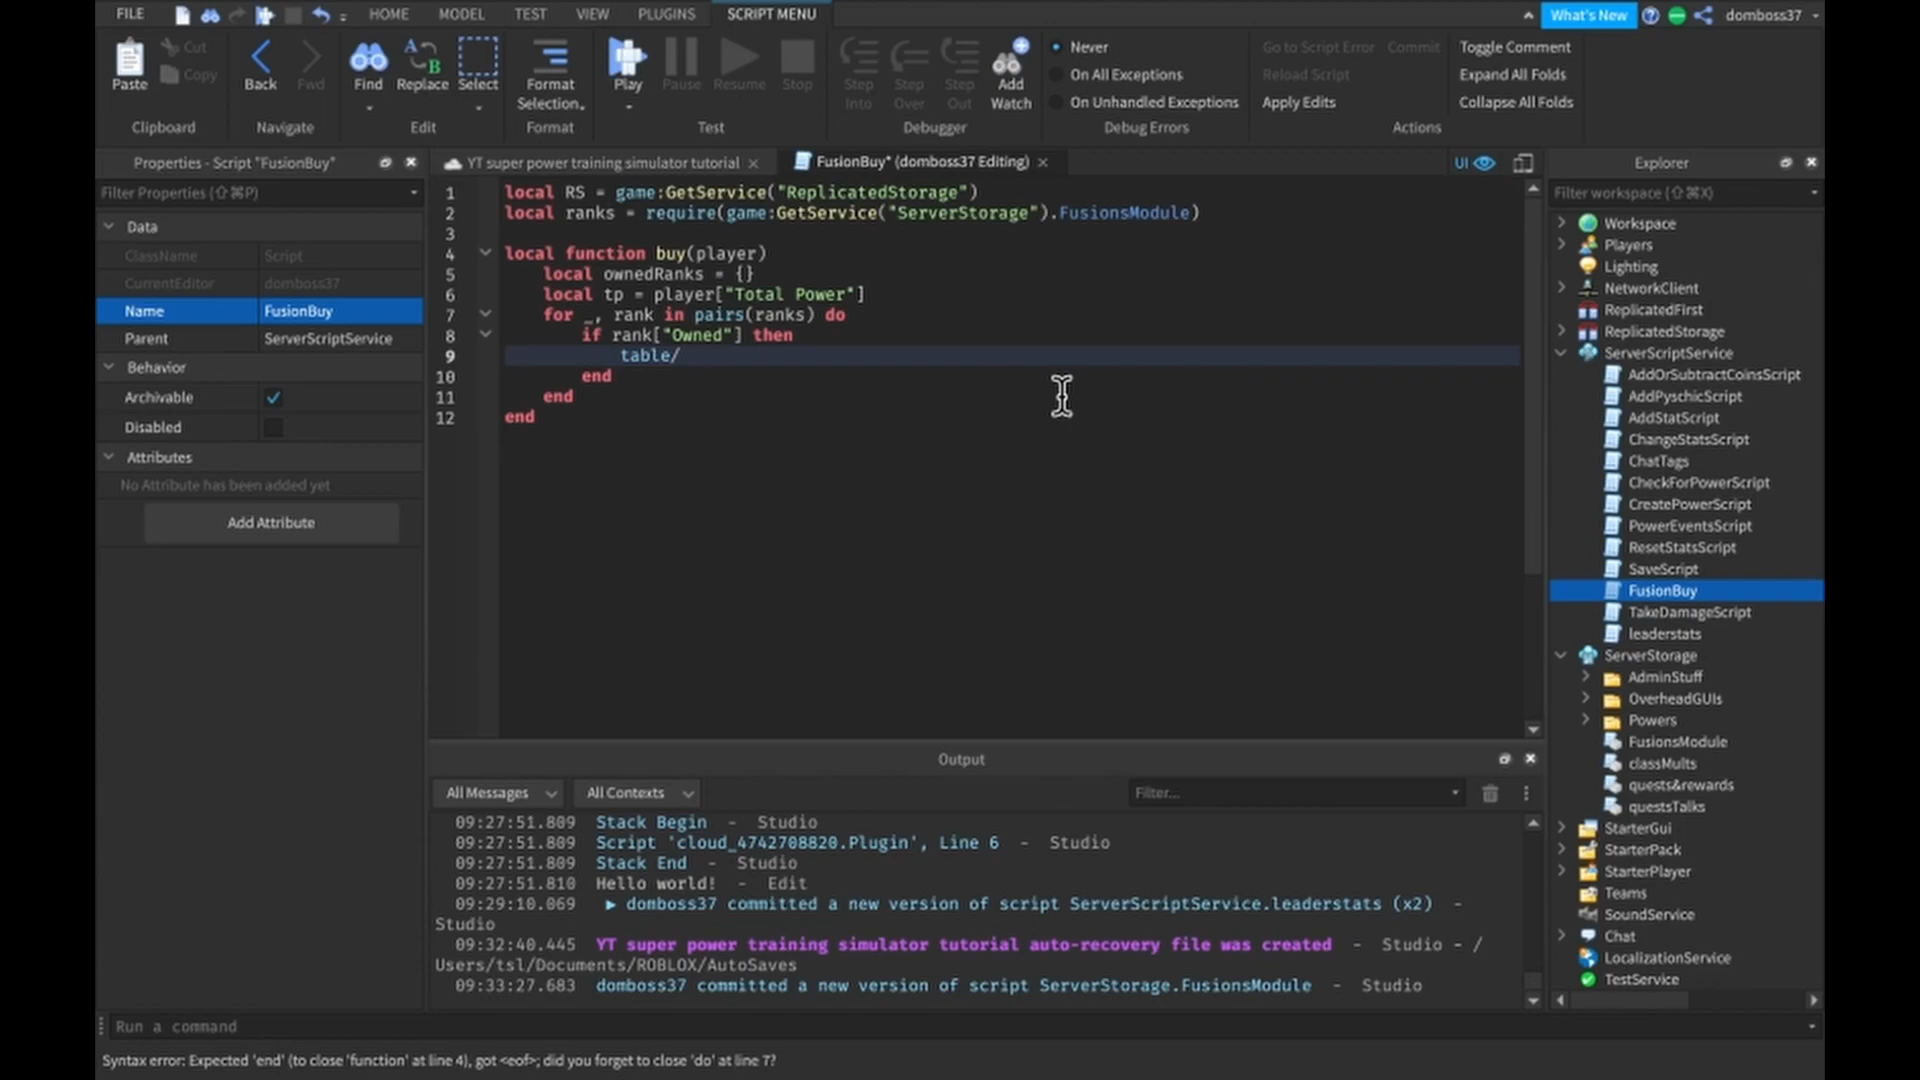 FILE
HOME
MODEL
TEST
VIEW
PLUGINS
SCRIPT MENU
What's New
domboss37
Paste
Cut
Copy
Clipboard
Back
Fwd
Navigate
Find
Replace
Select
Edit
Format
Selection
Format
Play
Pause
Resume
Stop
Test
Step
Into
Step
Over
Step
Out
Add
Watch
Debugger
Never
On All Exceptions
On Unhandled Exceptions
Debug Errors
Go to Script Error
Commit
Reload Script
Apply Edits
Toggle Comment
Expand All Folds
Collapse All Folds
Actions
Properties - Script "FusionBuy"
Filter Properties (⇧⌘P)
Data
ClassName Script
CurrentEditor domboss37
Name FusionBuy
Parent ServerScriptService
Behavior
Archivable
Disabled
Attributes
No Attribute has been added yet
Add Attribute
YT super power training simulator tutorial
FusionBuy* (domboss37 Editing)
UI
1 local RS = game:GetService("ReplicatedStorage")
2 local ranks = require(game:GetService("ServerStorage").FusionsModule)
3
4 local function buy(player)
5 local ownedRanks = {}
6 local tp = player["Total Power"]
7 for _, rank in pairs(ranks) do
8 if rank["Owned"] then
9 table/
10 end
11 end
12 end
Output
All Messages
All Contexts
Filter...
09:27:51.809 Stack Begin - Studio
09:27:51.809 Script 'cloud_4742708820.Plugin', Line 6 - Studio
09:27:51.809 Stack End - Studio
09:27:51.810 Hello world! - Edit
09:29:10.069 ▶ domboss37 committed a new version of script ServerScriptService.leaderstats (x2) -
Studio
09:32:40.445 YT super power training simulator tutorial auto-recovery file was created - Studio - /
Users/tsl/Documents/ROBLOX/AutoSaves
09:33:27.683 domboss37 committed a new version of script ServerStorage.FusionsModule - Studio
Explorer
Filter workspace (⇧⌘X)
Workspace
Players
Lighting
NetworkClient
ReplicatedFirst
ReplicatedStorage
ServerScriptService
AddOrSubtractCoinsScript
AddPyschicScript
AddStatScript
ChangeStatsScript
ChatTags
CheckForPowerScript
CreatePowerScript
PowerEventsScript
ResetStatsScript
SaveScript
FusionBuy
TakeDamageScript
leaderstats
ServerStorage
AdminStuff
OverheadGUIs
Powers
FusionsModule
classMults
quests&rewards
questsTalks
StarterGui
StarterPack
StarterPlayer
Teams
SoundService
Chat
LocalizationService
TestService
Run a command
Syntax error: Expected 'end' (to close 'function' at line 4), got <eof>; did you forget to close 'do' at line 7?